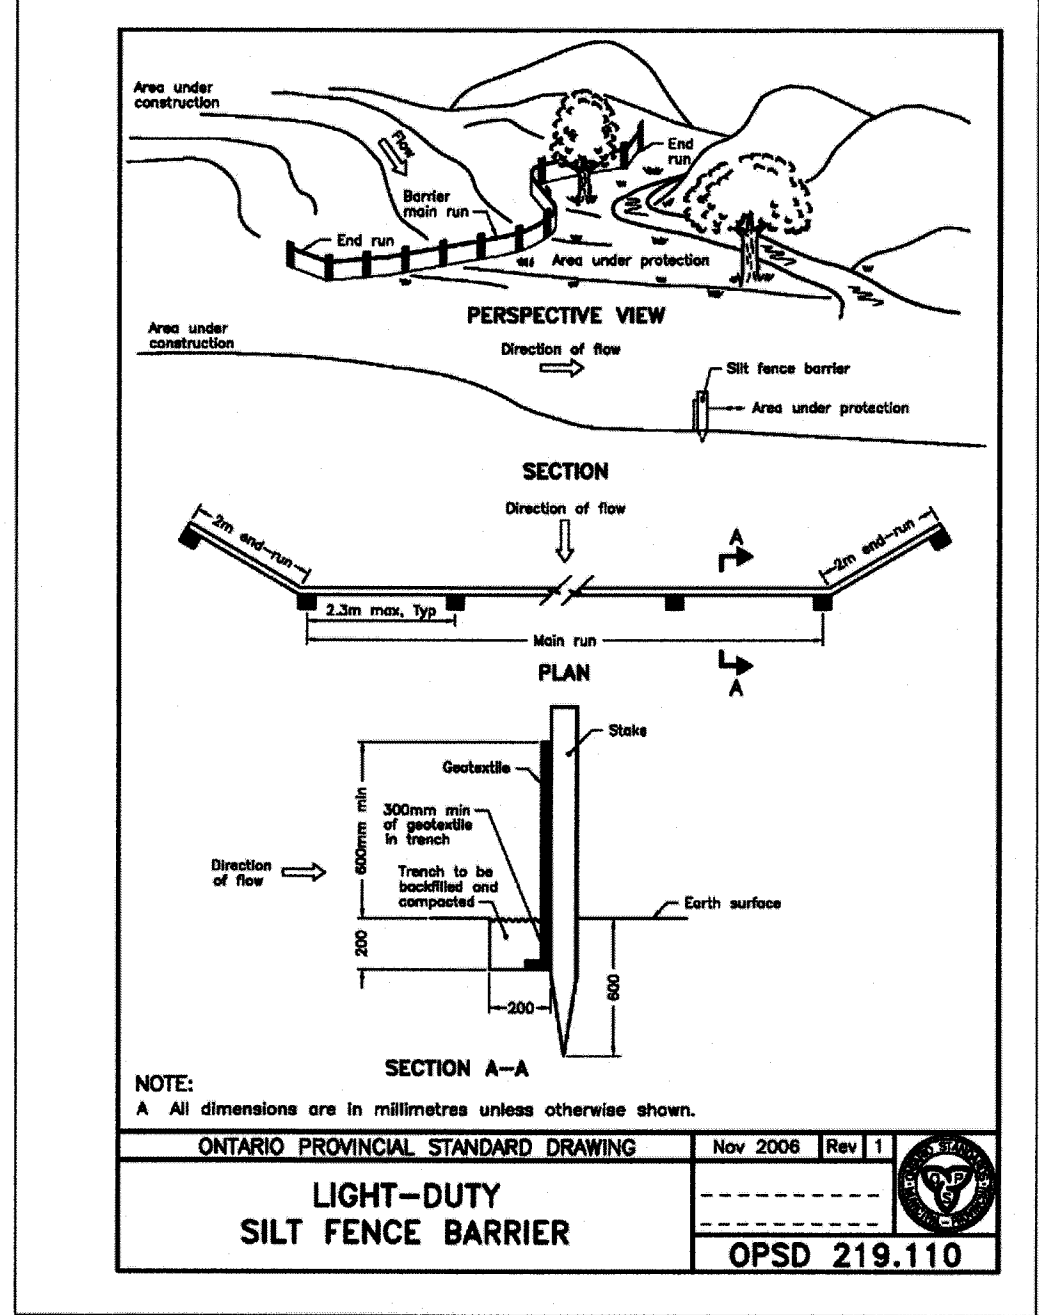 Area under
construction
Flow
End
run
Barrier
main run
End run
Area under protection
PERSPECTIVE VIEW
Area under
construction
Direction of flow
Silt fence barrier
Area under protection
SECTION
Direction of flow
2m end-run
A
2m end-run
2.3m max, Typ
Main run
A
PLAN
Stake
Geotextile
600mm min
300mm min
of geotextile
in trench
Direction
of flow
Trench to be
backfilled and
compacted
Earth surface
200
600
200
SECTION A-A
NOTE:
A All dimensions are in millimetres unless otherwise shown.
ONTARIO PROVINCIAL STANDARD DRAWING
Nov 2006
Rev
1
LIGHT-DUTY
SILT FENCE BARRIER
ONTARIO STANDARDS
O P
S
MUNICIPAL-PROVINCIAL
OPSD 219.110